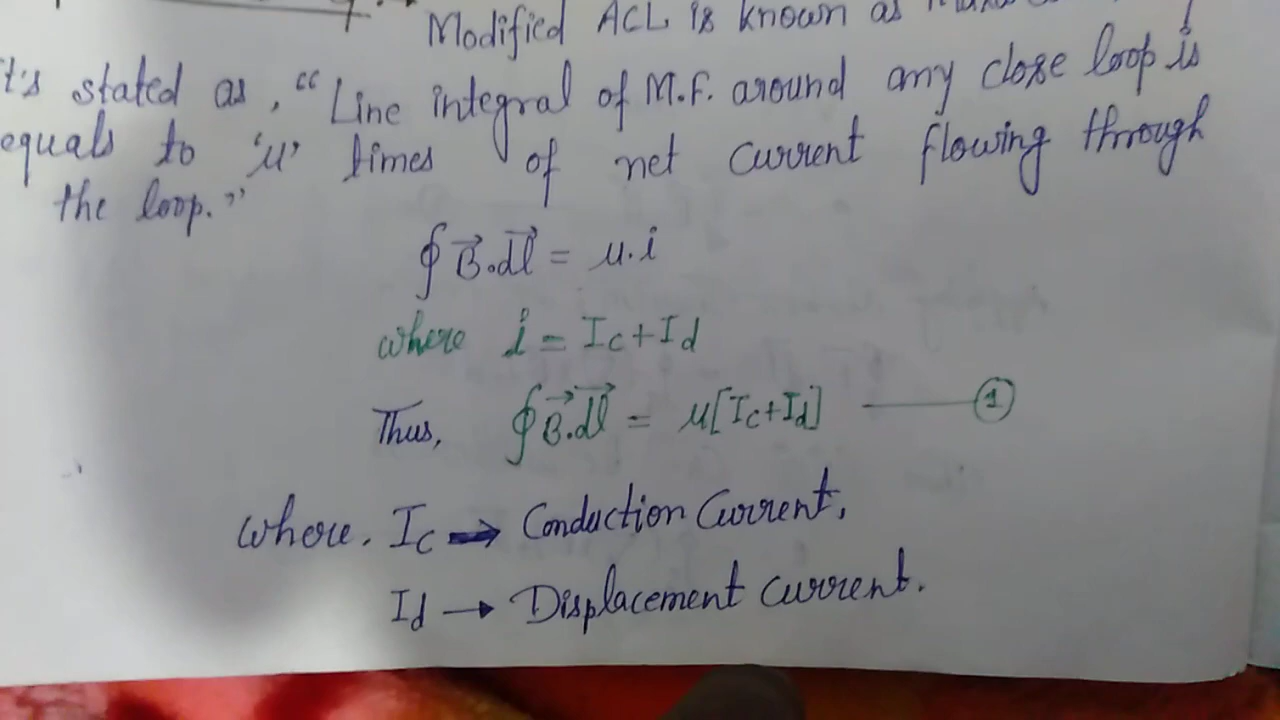 Modified ACL is known as
it's stated as, "Line integral of M.F. around any close loop is
equals to 'μ' times of net current flowing through
the loop."
∮ B⃗.dl⃗ = μ.i
where i = Ic + Id
Thus, ∮ B⃗.dl⃗ = μ[Ic+Id] —— ①
where, Ic → Conduction Current,
Id → Displacement current.